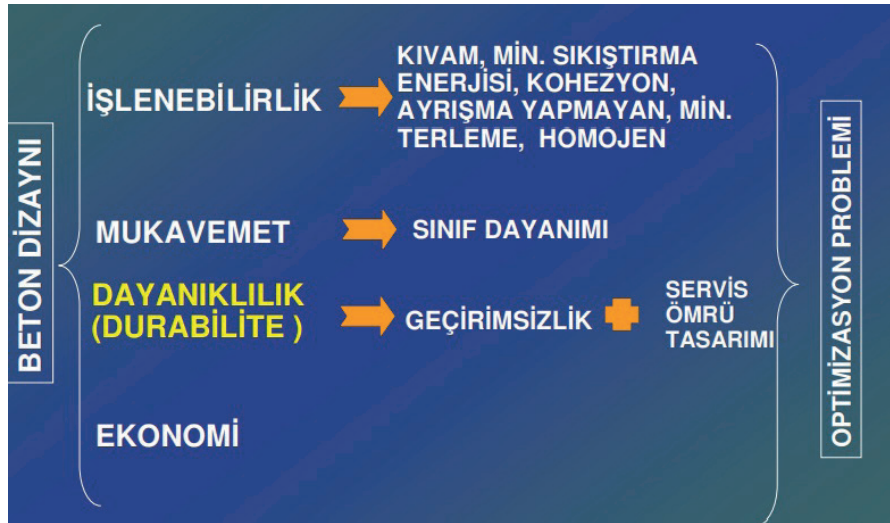 BETON DİZAYNI
İŞLENEBİLİRLİK
KIVAM, MİN. SIKIŞTIRMA
ENERJİSİ, KOHEZYON,
AYRIŞMA YAPMAYAN, MİN.
TERLEME, HOMOJEN
MUKAVEMET
SINIF DAYANIMI
DAYANIKLILIK
(DURABİLİTE )
GEÇİRİMSİZLİK
SERVİS
ÖMRÜ
TASARIMI
EKONOMİ
OPTİMİZASYON PROBLEMİ